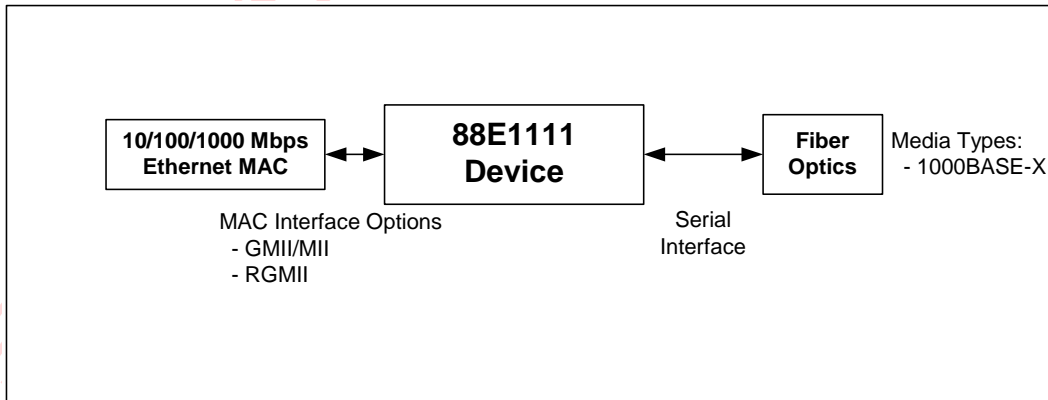 10/100/1000 Mbps
Ethernet MAC
88E1111
Device
Fiber
Optics
Media Types:
- 1000BASE-X
MAC Interface Options
- GMII/MII
- RGMII
Serial
Interface